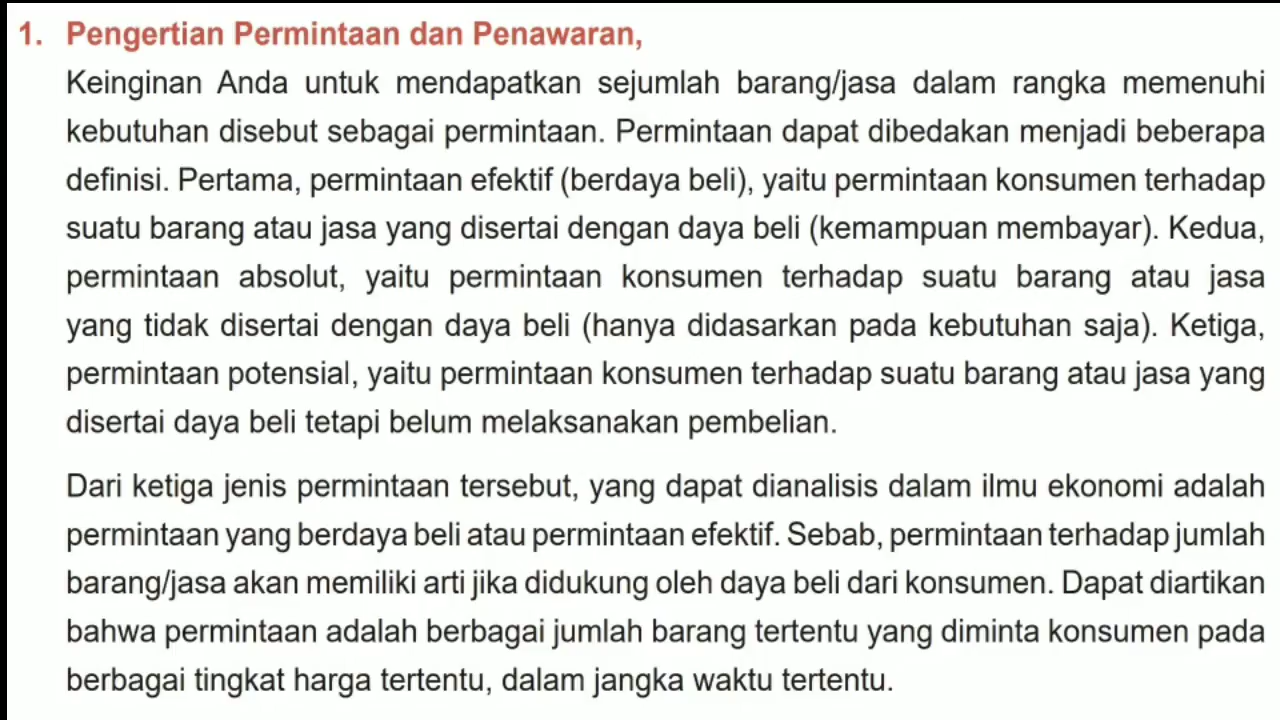 1. Pengertian Permintaan dan Penawaran,
Keinginan Anda untuk mendapatkan sejumlah barang/jasa dalam rangka memenuhi
kebutuhan disebut sebagai permintaan. Permintaan dapat dibedakan menjadi beberapa
definisi. Pertama, permintaan efektif (berdaya beli), yaitu permintaan konsumen terhadap
suatu barang atau jasa yang disertai dengan daya beli (kemampuan membayar). Kedua,
permintaan absolut, yaitu permintaan konsumen terhadap suatu barang atau jasa
yang tidak disertai dengan daya beli (hanya didasarkan pada kebutuhan saja). Ketiga,
permintaan potensial, yaitu permintaan konsumen terhadap suatu barang atau jasa yang
disertai daya beli tetapi belum melaksanakan pembelian.
Dari ketiga jenis permintaan tersebut, yang dapat dianalisis dalam ilmu ekonomi adalah
permintaan yang berdaya beli atau permintaan efektif. Sebab, permintaan terhadap jumlah
barang/jasa akan memiliki arti jika didukung oleh daya beli dari konsumen. Dapat diartikan
bahwa permintaan adalah berbagai jumlah barang tertentu yang diminta konsumen pada
berbagai tingkat harga tertentu, dalam jangka waktu tertentu.